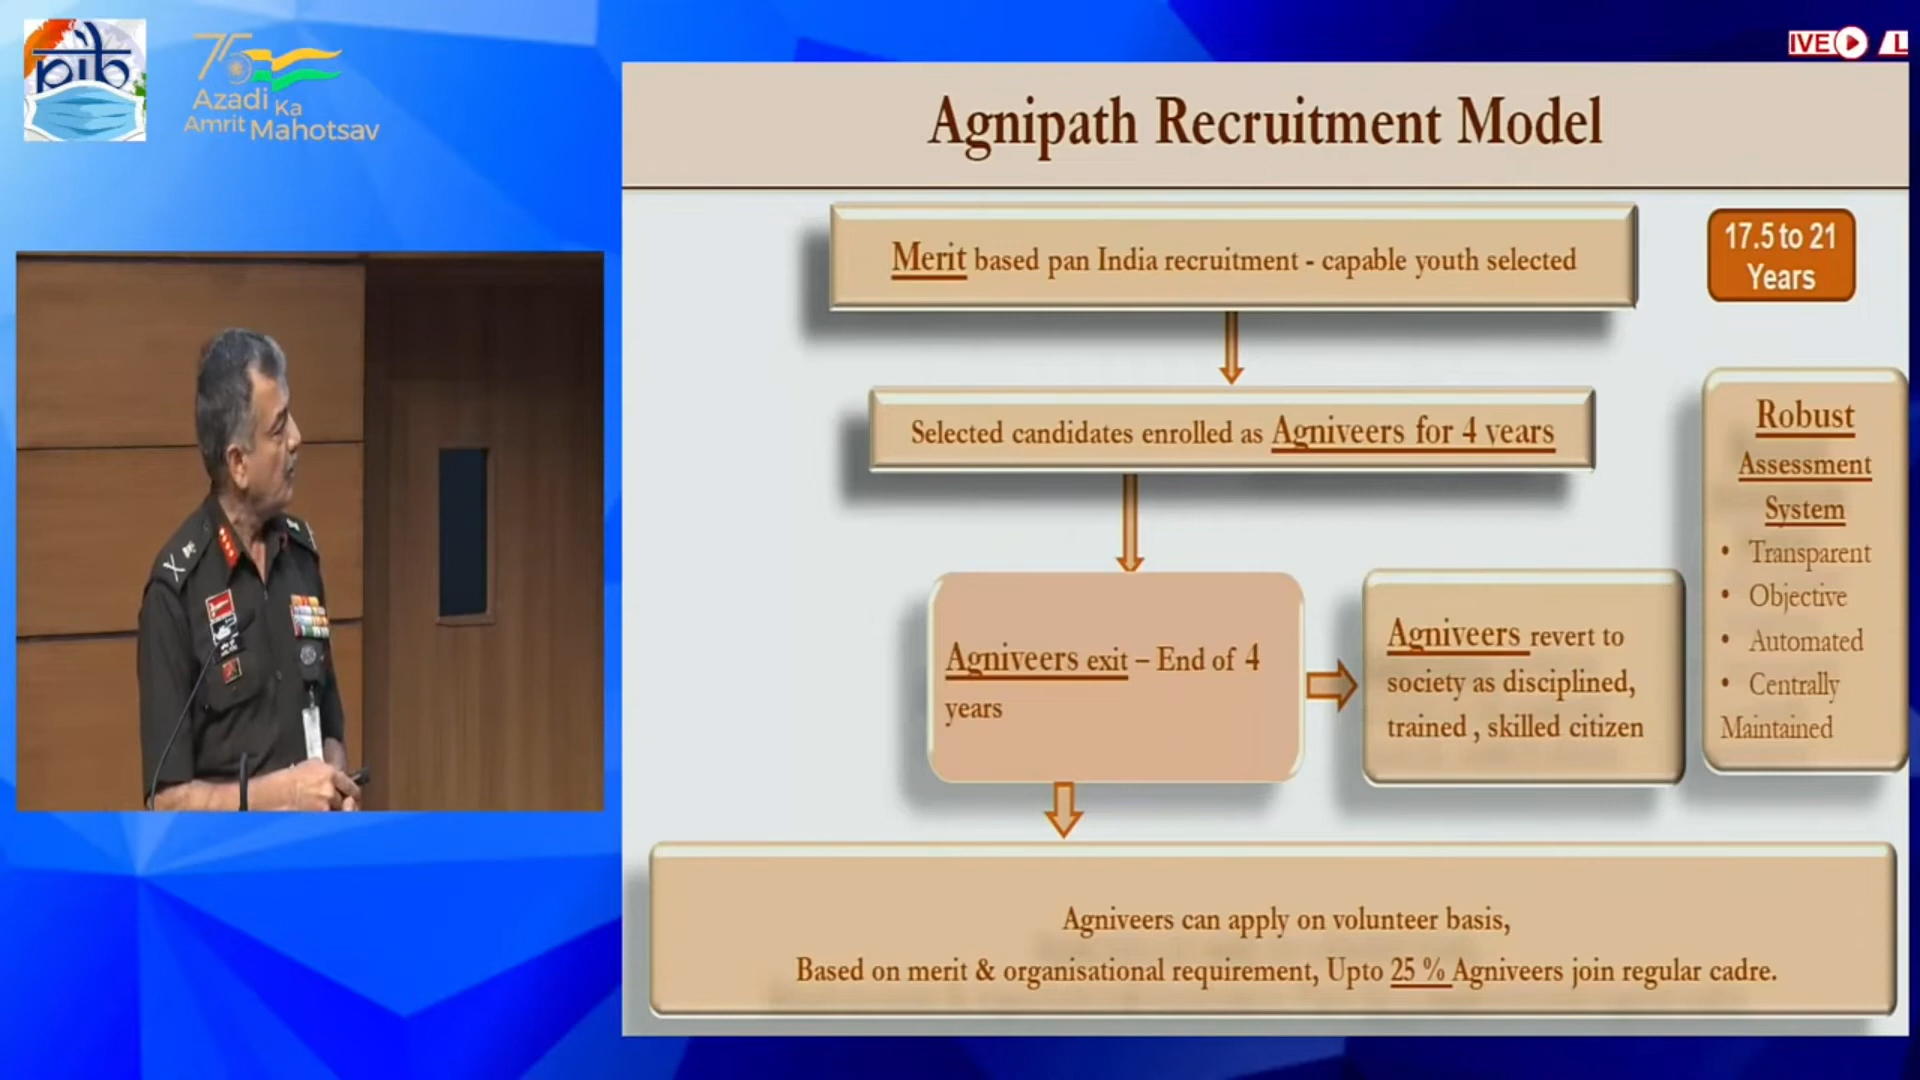 pib
75
Azadi Ka
Amrit Mahotsav
IVE L
Agnipath Recruitment Model
Merit based pan India recruitment - capable youth selected
17.5 to 21
Years
Selected candidates enrolled as Agniveers for 4 years
Agniveers exit – End of 4
years
Agniveers revert to
society as disciplined,
trained , skilled citizen
Robust
Assessment
System
• Transparent
• Objective
• Automated
• Centrally
Maintained
Agniveers can apply on volunteer basis,
Based on merit & organisational requirement, Upto 25 % Agniveers join regular cadre.